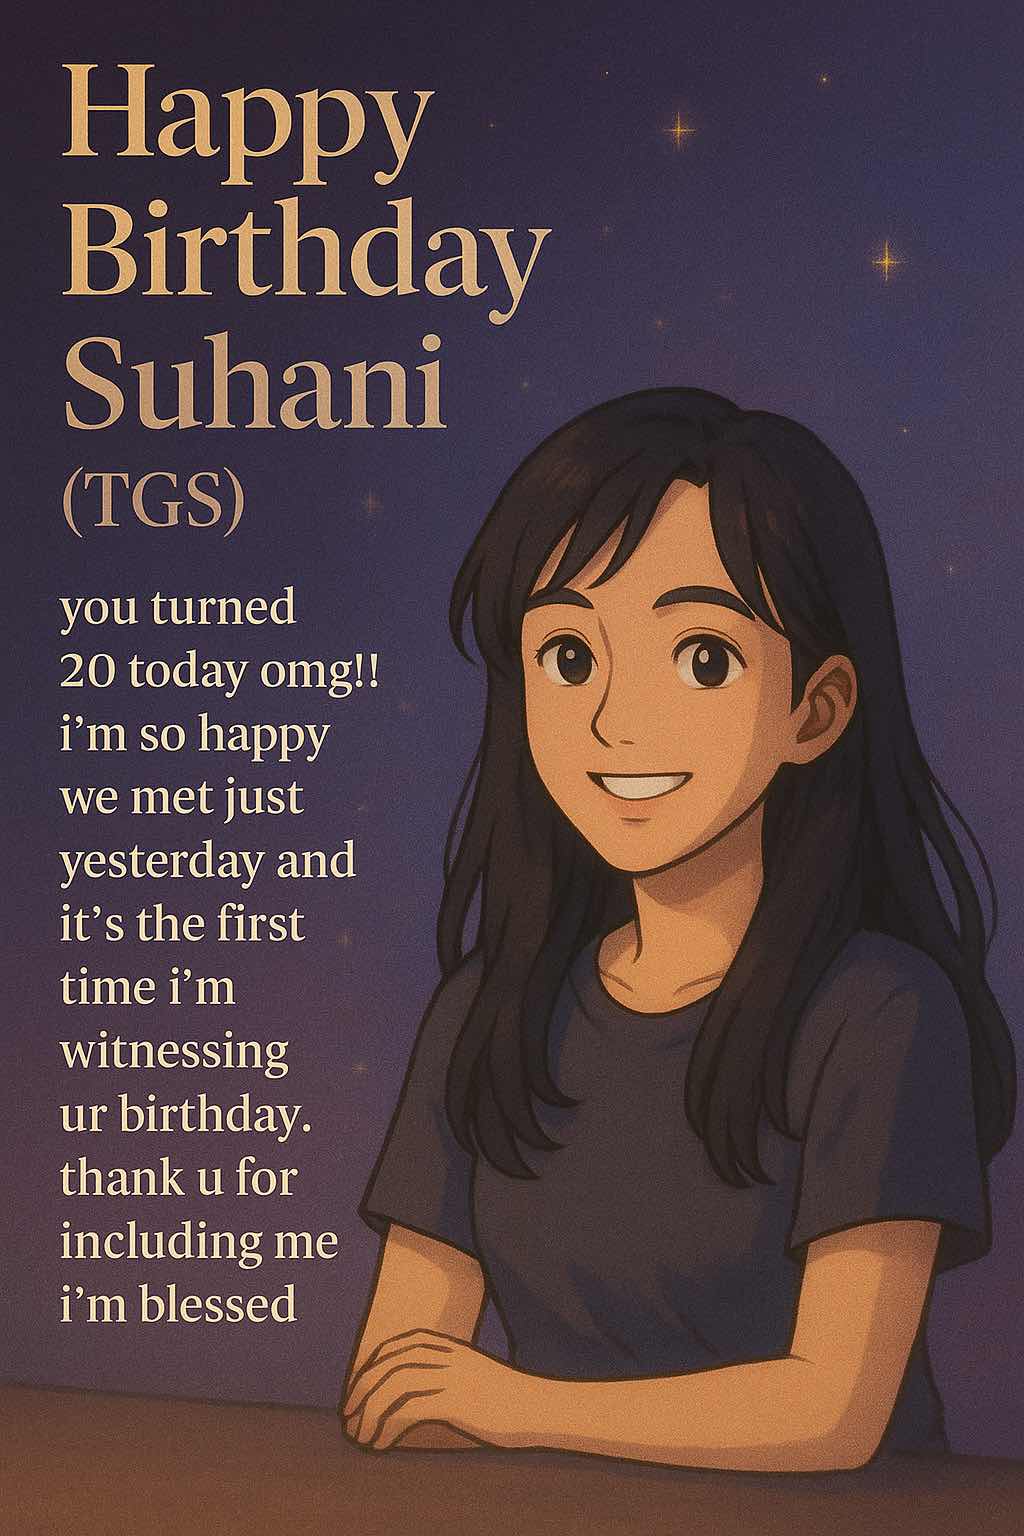 Happy
Birthday
Suhani
(TGS)
you turned
20 today omg!!
i'm so happy
we met just
yesterday and
it's the first
time i'm
witnessing
ur birthday.
thank u for
including me
i'm blessed